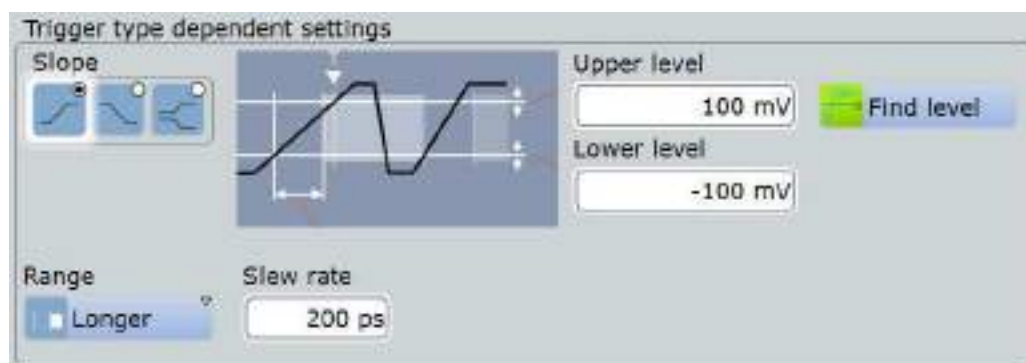 Trigger type dependent settings
Slope
Upper level
100 mV
Find level
Lower level
-100 mV
Range
Slew rate
Longer
200 ps